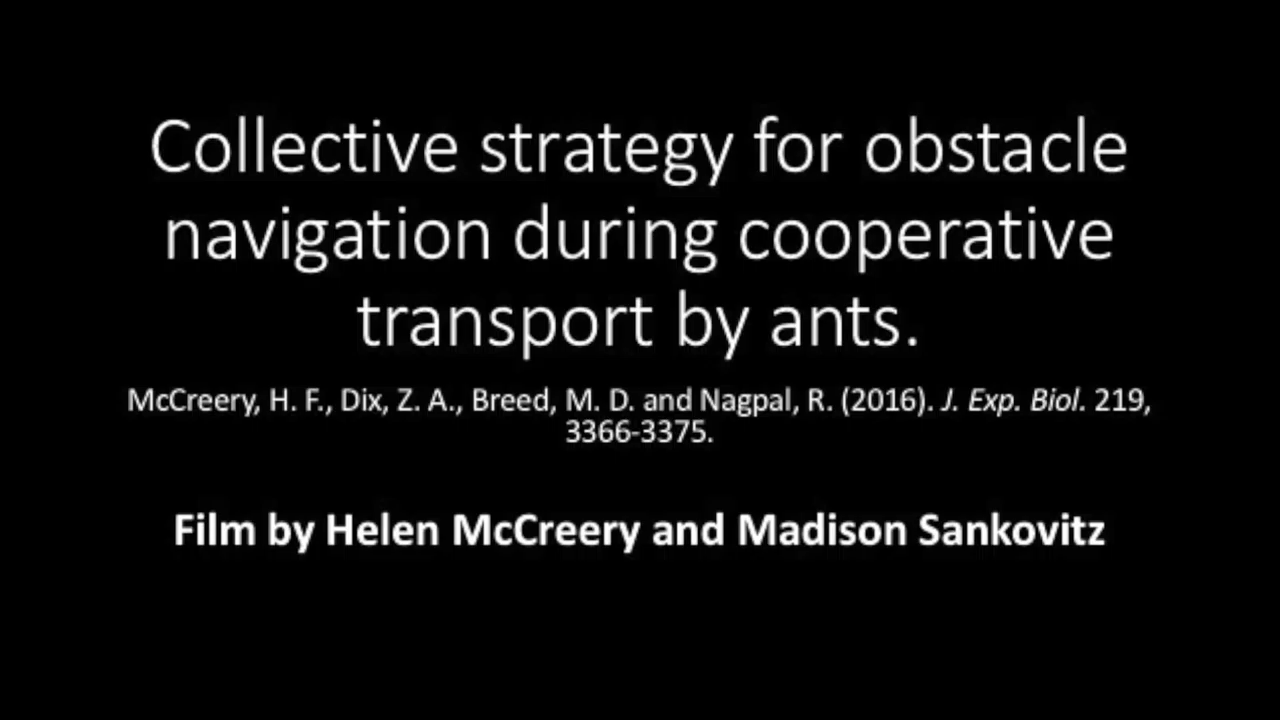 Collective strategy for obstacle
navigation during cooperative
transport by ants.
McCreery, H. F., Dix, Z. A., Breed, M. D. and Nagpal, R. (2016). J. Exp. Biol. 219,
3366-3375.
Film by Helen McCreery and Madison Sankovitz